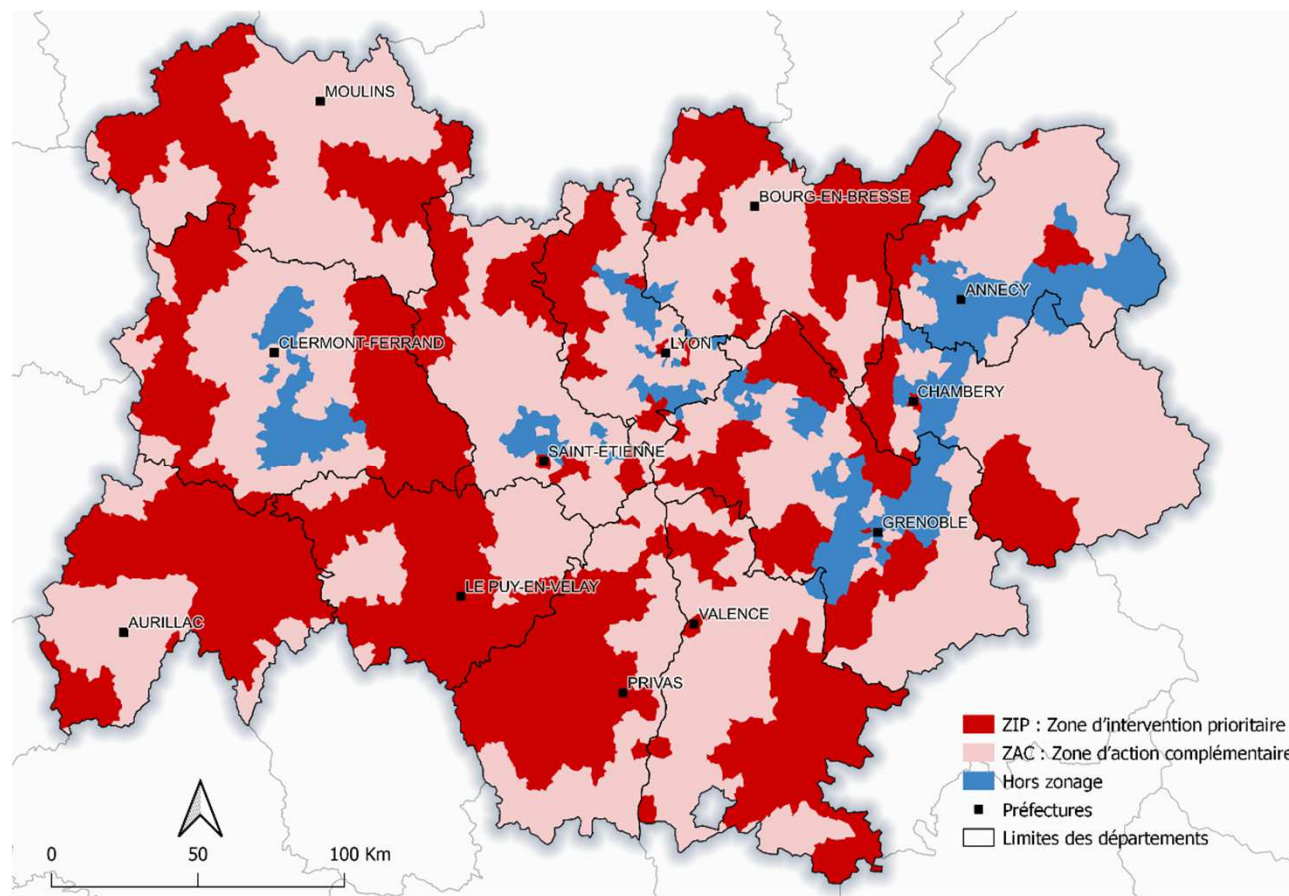 MOULINS
BOURG-EN-BRESSE
ANNECY
CLERMONT-FERRAND
LYON
CHAMBERY
SAINT-ETIENNE
GRENOBLE
LE PUY-EN-VELAY
VALENCE
AURILLAC
PRIVAS
ZIP : Zone d'intervention prioritaire
ZAC : Zone d'action complémentaire
Hors zonage
Préfectures
Limites des départements
0 50 100 Km